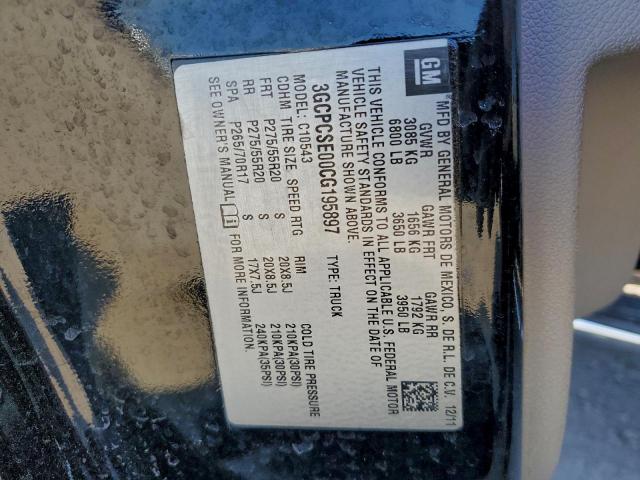 GM
MFD BY GENERAL MOTORS DE MEXICO, S. DE R.L. DE C.V. 12/11
GVWR GAWR FRT GAWR RR
3085 KG 1656 KG 1792 KG
6800 LB 3650 LB 3950 LB
THIS VEHICLE CONFORMS TO ALL APPLICABLE U.S. FEDERAL MOTOR
VEHICLE SAFETY STANDARDS IN EFFECT ON THE DATE OF
MANUFACTURE SHOWN ABOVE.
3GCPCSE00CG195897 TYPE: TRUCK
MODEL: C10543
CDHM TIRE SIZE SPEED RTG RIM COLD TIRE PRESSURE
FRT P275/55R20 S 20X8.5J 210KPA(30PSI)
RR P275/55R20 S 20X8.5J 210KPA(30PSI)
SPA P265/70R17 S 17X7.5J 240KPA(35PSI)
SEE OWNER'S MANUAL i FOR MORE INFORMATION.